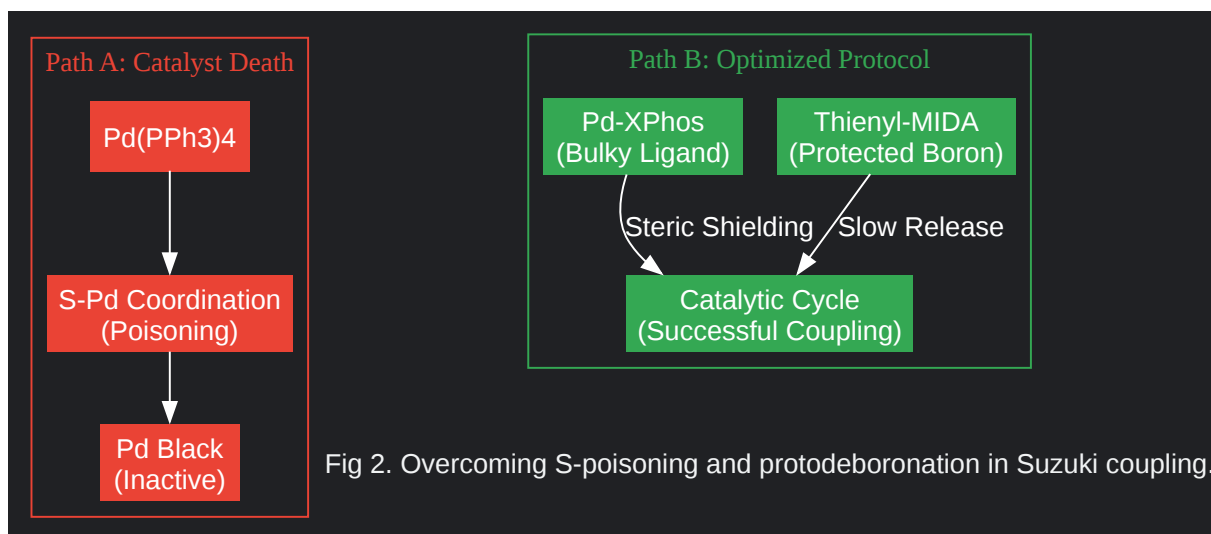 Path A: Catalyst Death
Pd(PPh3)4
S-Pd Coordination
(Poisoning)
Pd Black
(Inactive)
Path B: Optimized Protocol
Pd-XPhos
(Bulky Ligand)
Thienyl-MIDA
(Protected Boron)
Steric Shielding
Slow Release
Catalytic Cycle
(Successful Coupling)
Fig 2. Overcoming S-poisoning and protodeboronation in Suzuki coupling.